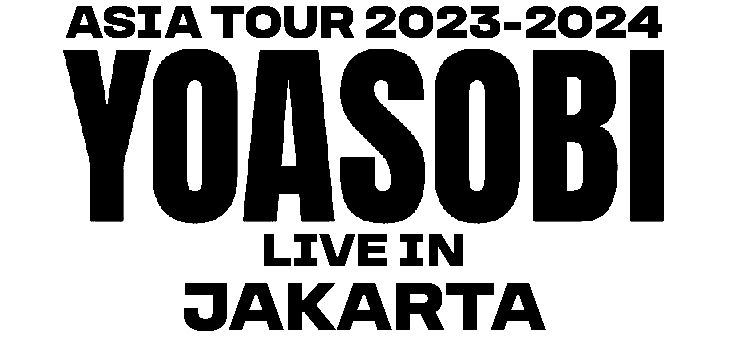 ASIA TOUR 2023-2024
YOASOBI
LIVE IN
JAKARTA